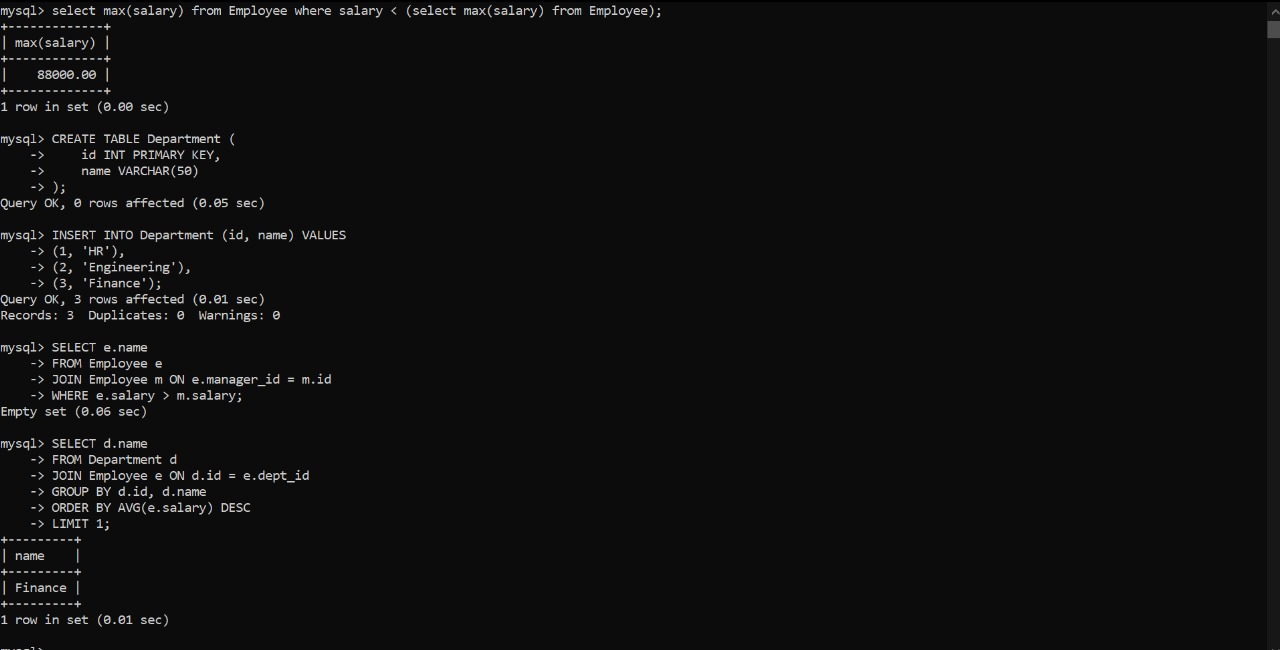 mysql> select max(salary) from Employee where salary < (select max(salary) from Employee);
+-------------+
| max(salary) |
+-------------+
|    88000.00 |
+-------------+
1 row in set (0.00 sec)
mysql> CREATE TABLE Department (
    ->     id INT PRIMARY KEY,
    ->     name VARCHAR(50)
    -> );
Query OK, 0 rows affected (0.05 sec)
mysql> INSERT INTO Department (id, name) VALUES
    -> (1, 'HR'),
    -> (2, 'Engineering'),
    -> (3, 'Finance');
Query OK, 3 rows affected (0.01 sec)
Records: 3  Duplicates: 0  Warnings: 0
mysql> SELECT e.name
    -> FROM Employee e
    -> JOIN Employee m ON e.manager_id = m.id
    -> WHERE e.salary > m.salary;
Empty set (0.06 sec)
mysql> SELECT d.name
    -> FROM Department d
    -> JOIN Employee e ON d.id = e.dept_id
    -> GROUP BY d.id, d.name
    -> ORDER BY AVG(e.salary) DESC
    -> LIMIT 1;
+---------+
| name    |
+---------+
| Finance |
+---------+
1 row in set (0.01 sec)
mysql>